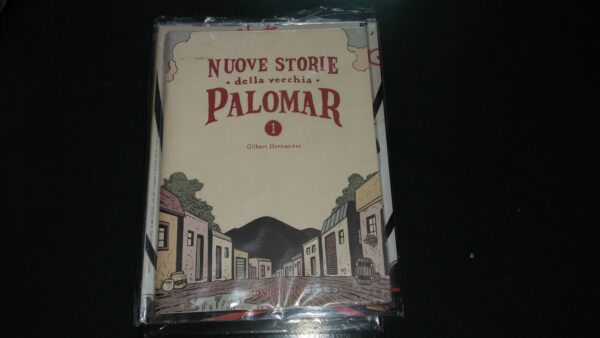 NUOVE STORIE
• della vecchia •
PALOMAR
1
Gilbert Hernandez